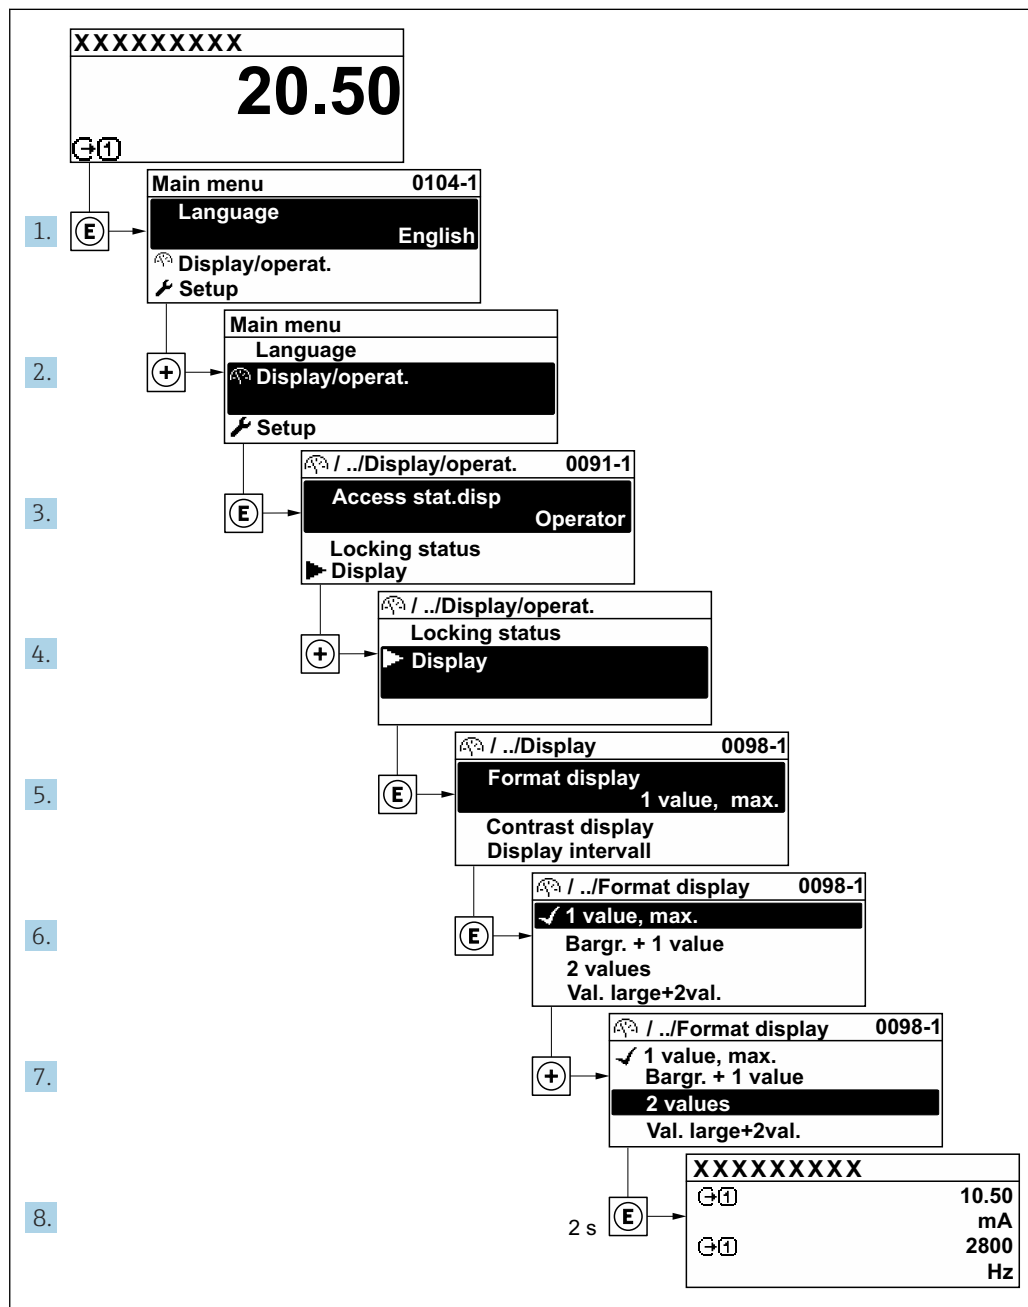 XXXXXXXXX
20.50
1
Main menu 0104-1
Language
English
1. E
Display/operat.
Setup
Main menu
Language
2. + Display/operat.
Setup
/ ../Display/operat. 0091-1
Access stat.disp
3. E Operator
Locking status
Display
/ ../Display/operat.
Locking status
4. + Display
/ ../Display 0098-1
Format display
5. E 1 value, max.
Contrast display
Display intervall
/ ../Format display 0098-1
1 value, max.
6. E Bargr. + 1 value
2 values
Val. large+2val.
/ ../Format display 0098-1
1 value, max.
7. + Bargr. + 1 value
2 values
Val. large+2val.
XXXXXXXXX
1 10.50
8. 2 s E mA
1 2800
Hz